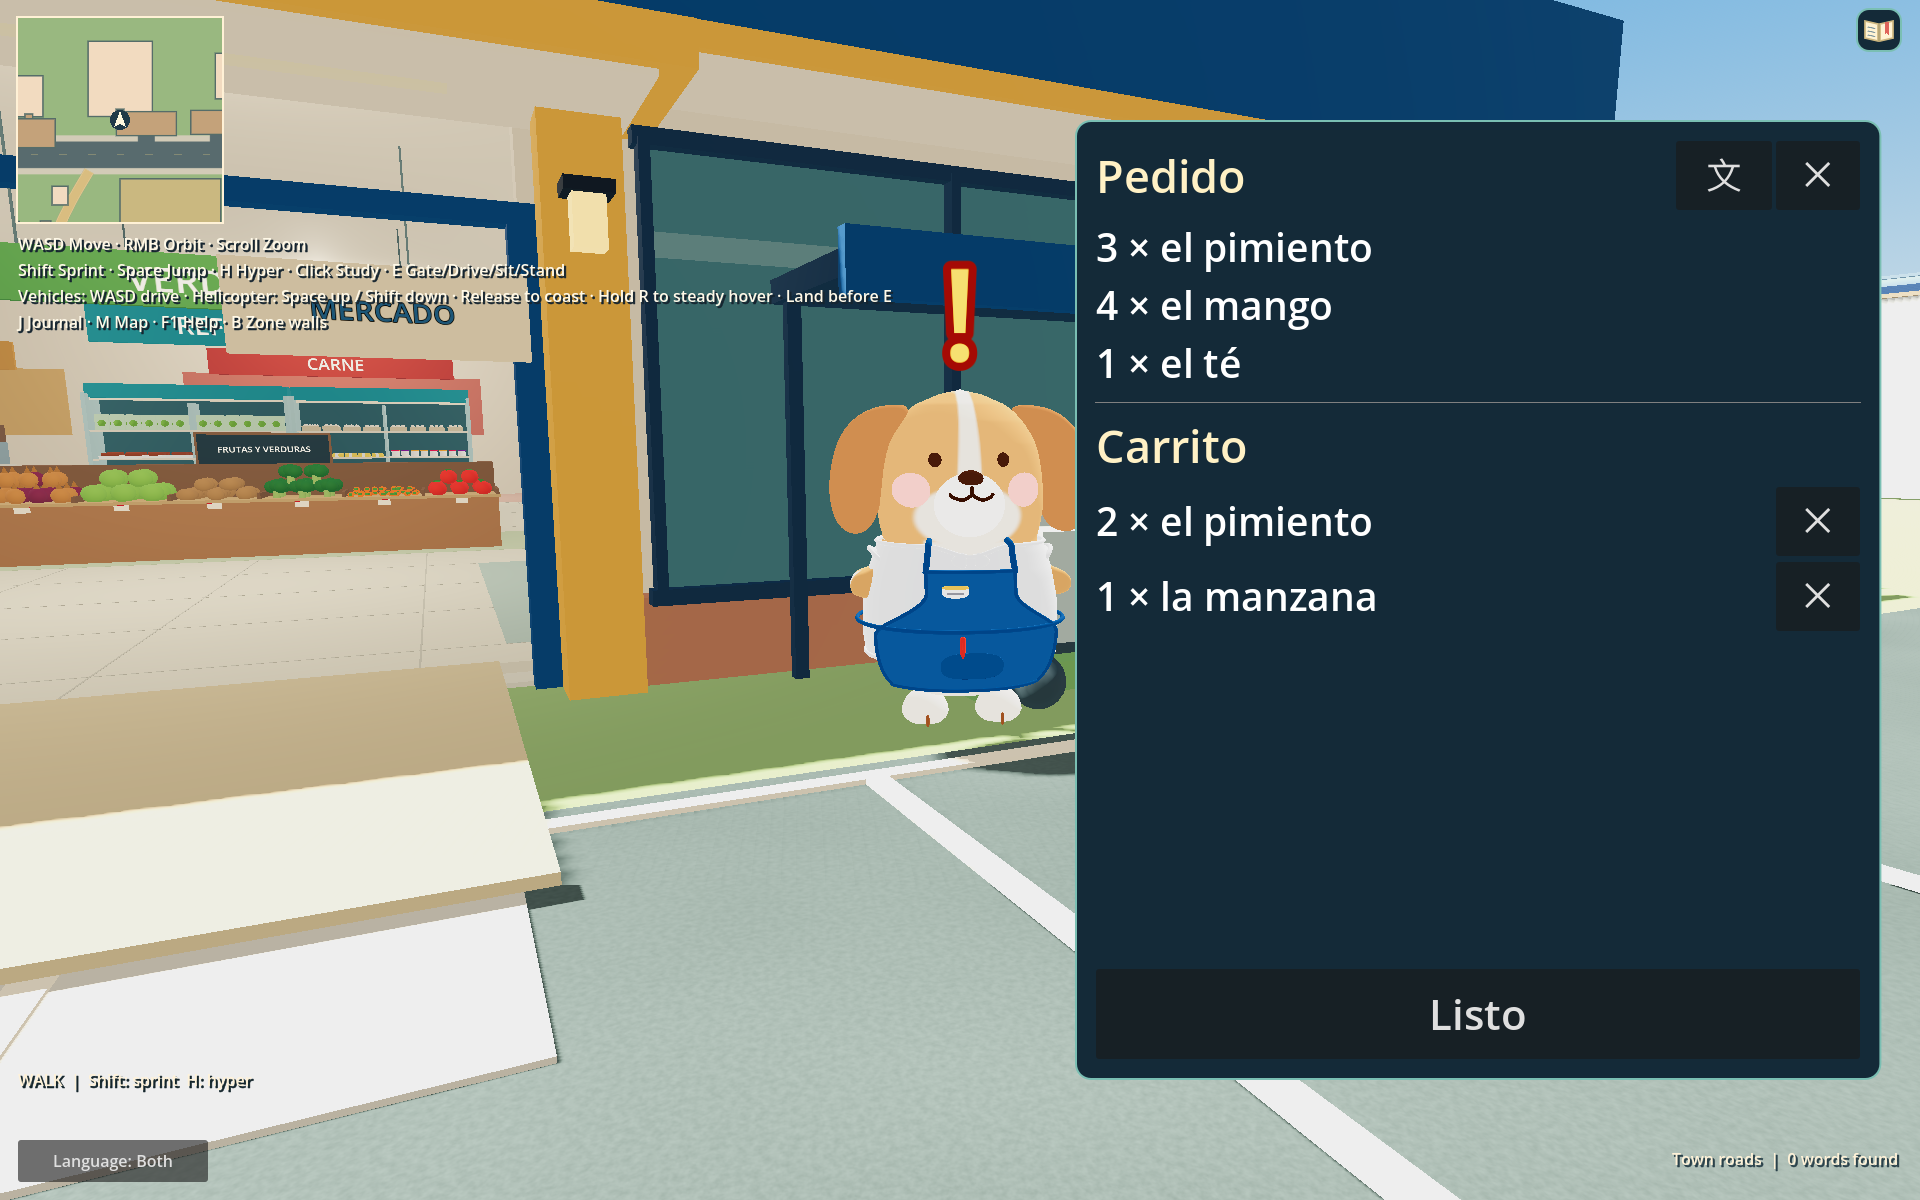 WASD Move · RMB Orbit · Scroll Zoom
Shift Sprint · Space Jump · H Hyper · Click Study · E Gate/Drive/Sit/Stand
Vehicles: WASD drive · Helicopter: Space up / Shift down · Release to coast · Hold R to steady hover · Land before E
J Journal · M Map · F1 Help · B Zone walls
MERCADO
CARNE
FRUTAS Y VERDURAS
Pedido
文
3 × el pimiento
4 × el mango
1 × el té
Carrito
2 × el pimiento
1 × la manzana
Listo
WALK | Shift: sprint H: hyper
Language: Both
Town roads | 0 words found